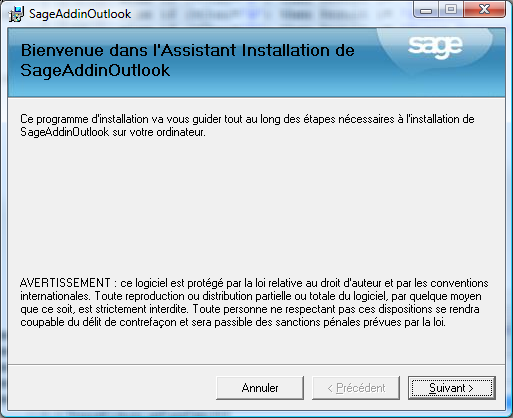 SageAddinOutlook
Bienvenue dans l'Assistant Installation de
SageAddinOutlook
sage
Ce programme d'installation va vous guider tout au long des étapes nécessaires à l'installation de
SageAddinOutlook sur votre ordinateur.
AVERTISSEMENT : ce logiciel est protégé par la loi relative au droit d'auteur et par les conventions
internationales. Toute reproduction ou distribution partielle ou totale du logiciel, par quelque moyen
que ce soit, est strictement interdite. Toute personne ne respectant pas ces dispositions se rendra
coupable du délit de contrefaçon et sera passible des sanctions pénales prévues par la loi.
Annuler
< Précédent
Suivant >